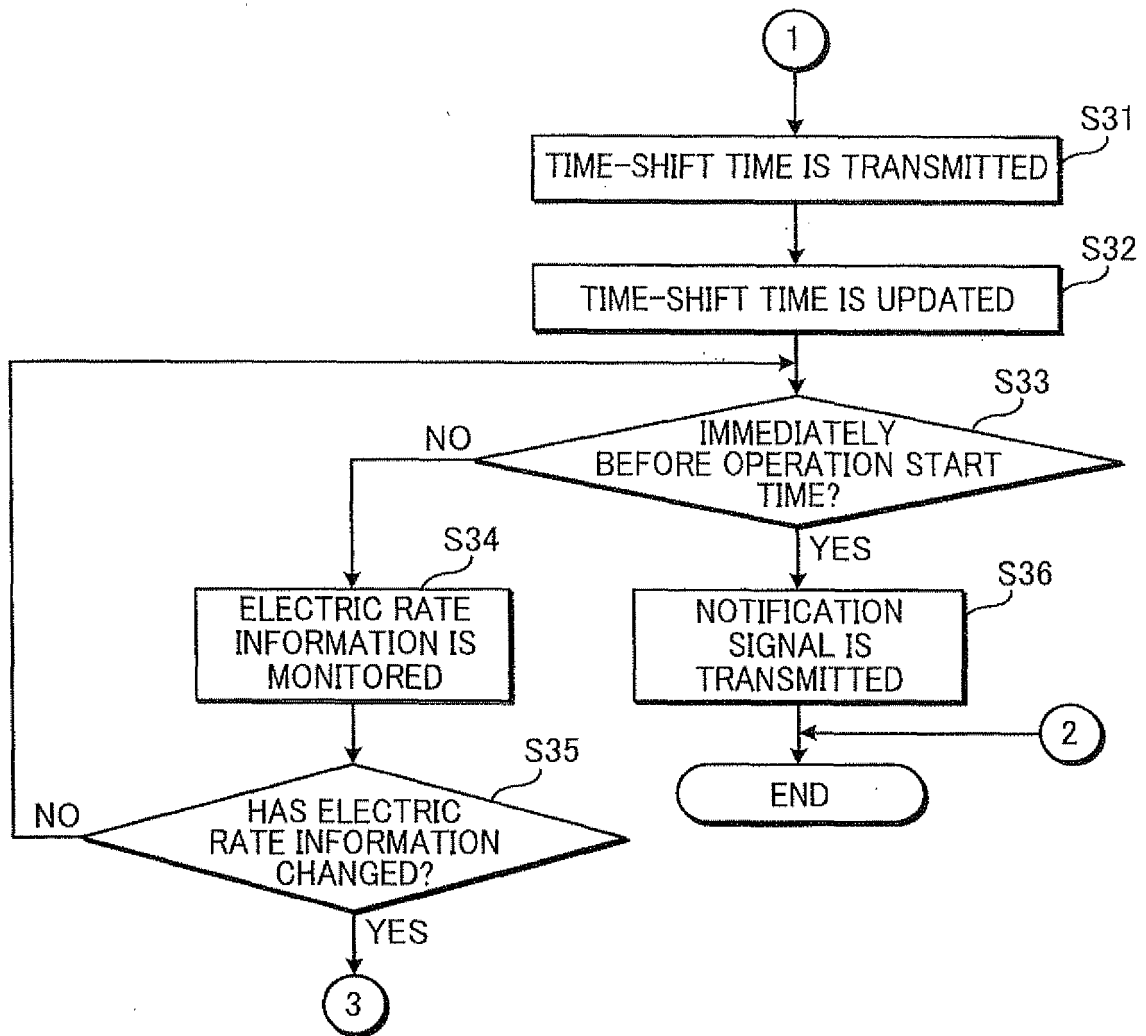 1
S31
TIME-SHIFT TIME IS TRANSMITTED
S32
TIME-SHIFT TIME IS UPDATED
S33
IMMEDIATELY
BEFORE OPERATION START
TIME?
NO
YES
S34
ELECTRIC RATE
INFORMATION IS
MONITORED
S36
NOTIFICATION
SIGNAL IS
TRANSMITTED
2
END
S35
HAS ELECTRIC
RATE INFORMATION
CHANGED?
NO
YES
3